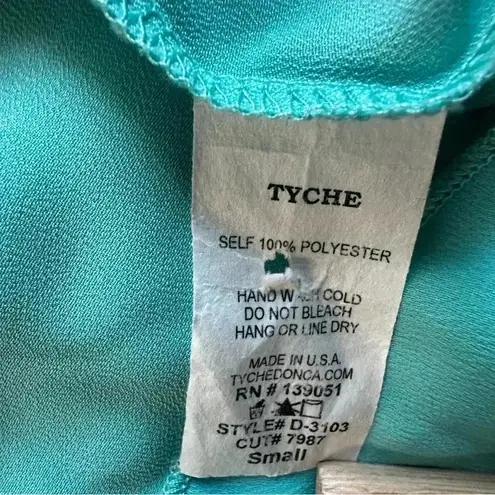 TYCHE
SELF 100% POLYESTER
HAND WASH COLD
DO NOT BLEACH
HANG OR LINE DRY
MADE IN U.S.A.
TYCHEDONCA.COM
RN # 139051
STYLE# D-3103
CUT# 7987
Small